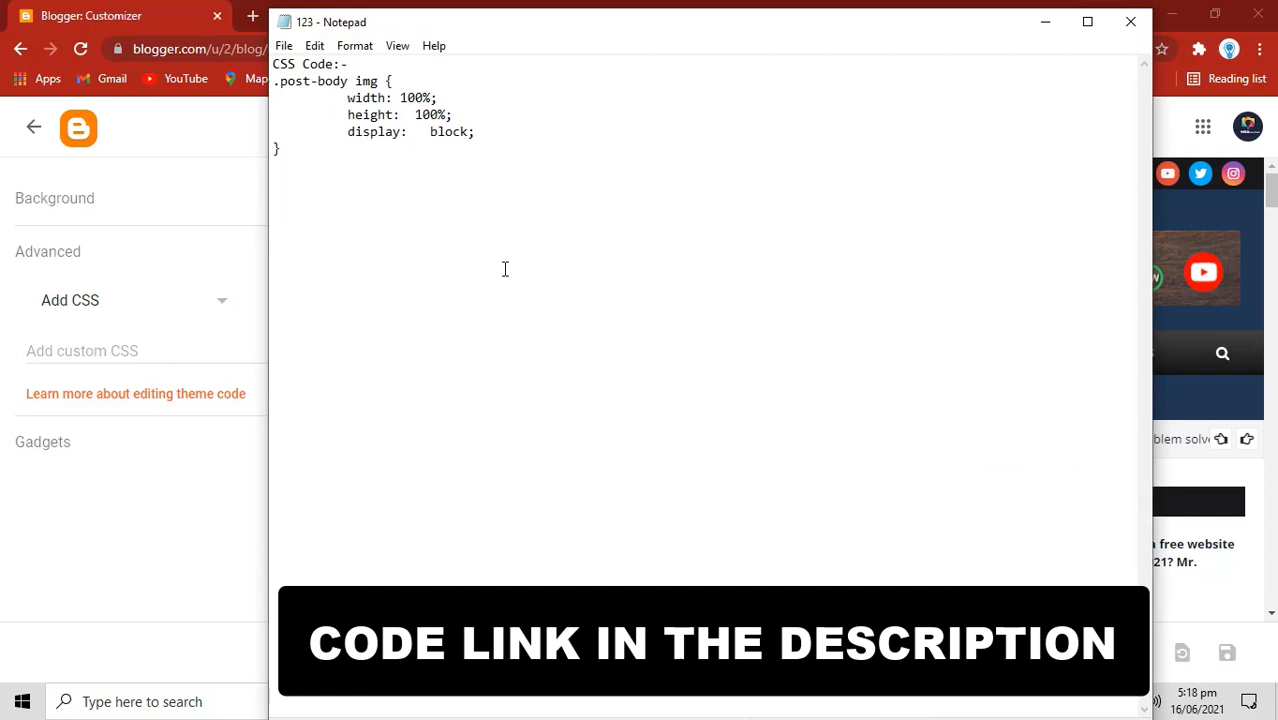 Blogger: Customizer
123 - Notepad
blogger.com/u/2/blog/
Apps
Gmail
YouTube
Map
Reading list
File Edit Format View Help
CSS Code:-
.post-body img {
width: 100%;
height: 100%;
display: block;
}
Background
Advanced
Add CSS
Add custom CSS
Learn more about editing theme code
Gadgets
oblem solv
a free website
21? Mr.
CODE LINK IN THE DESCRIPTION
Type here to search
5:18 pm
16/06/2021